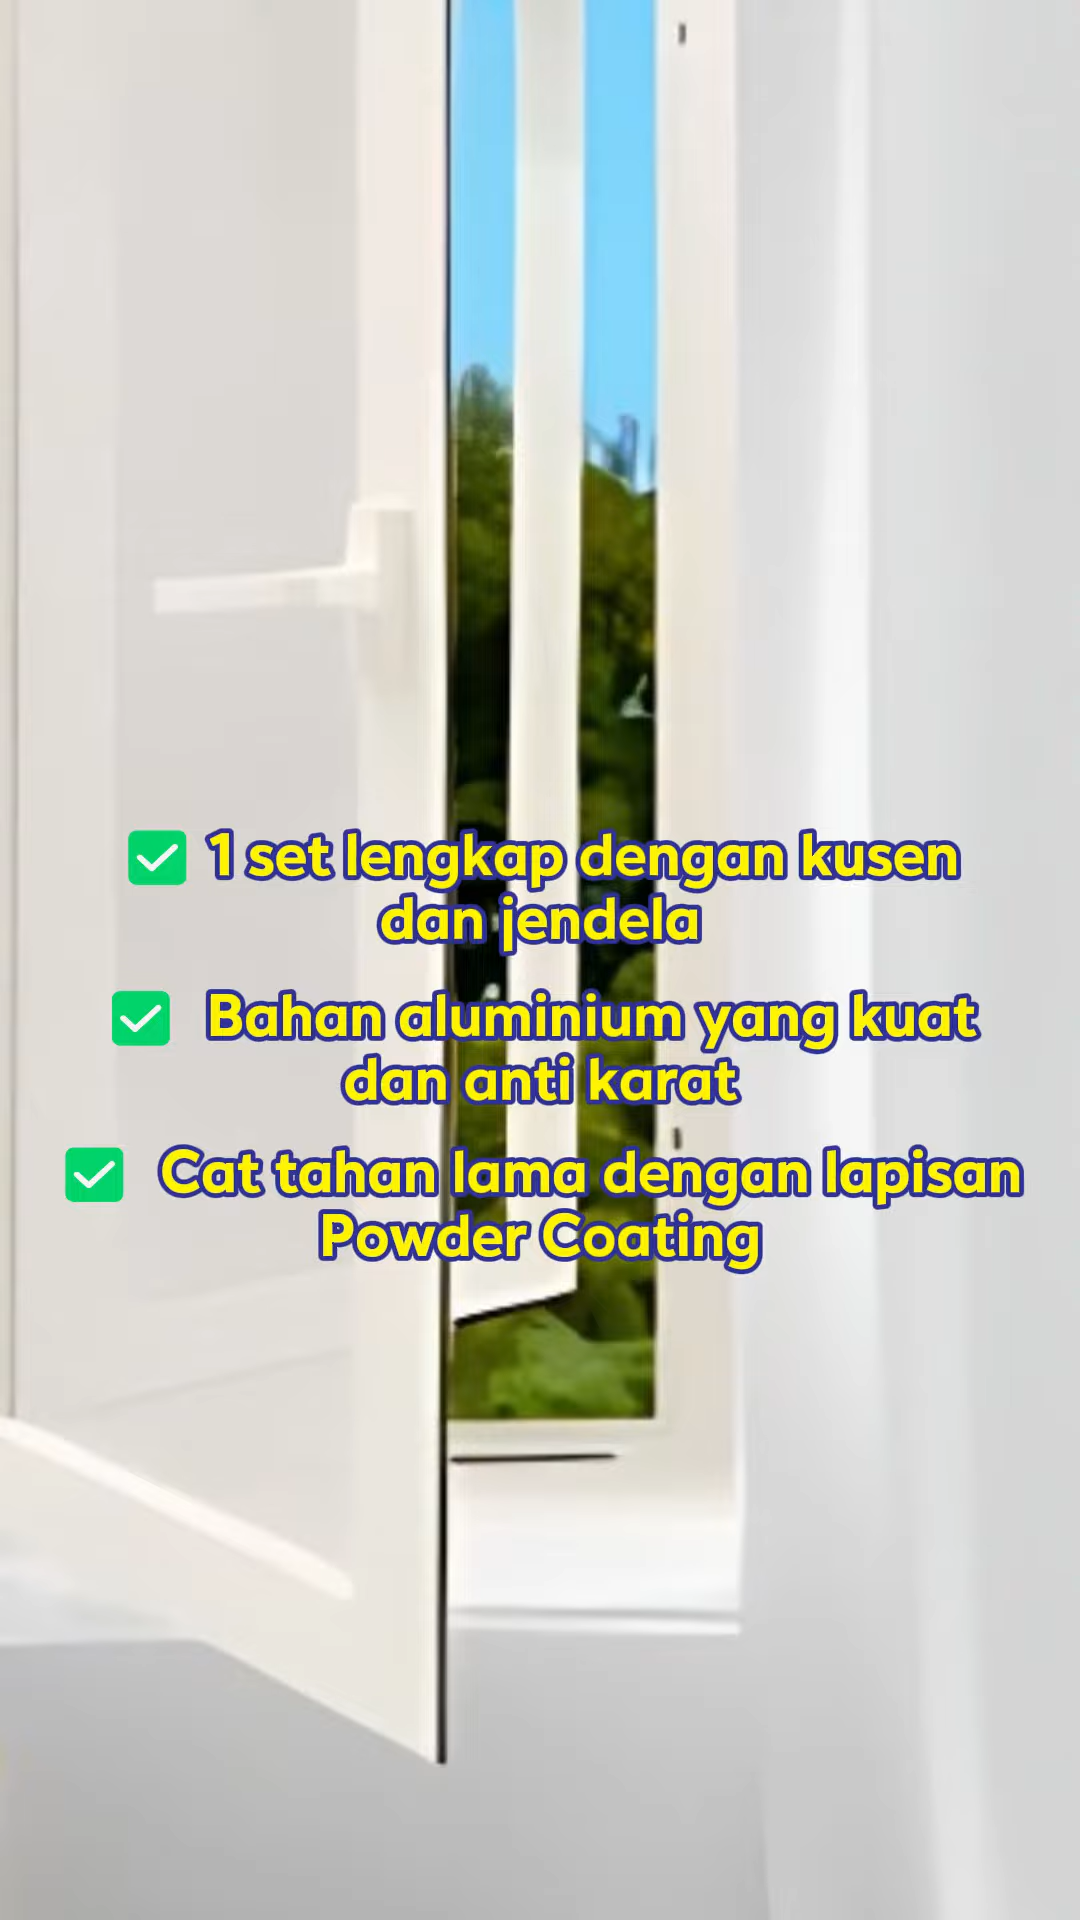 ✅ 1 set lengkap dengan kusen
dan jendela
✅ Bahan aluminium yang kuat
dan anti karat
✅ Cat tahan lama dengan lapisan
Powder Coating